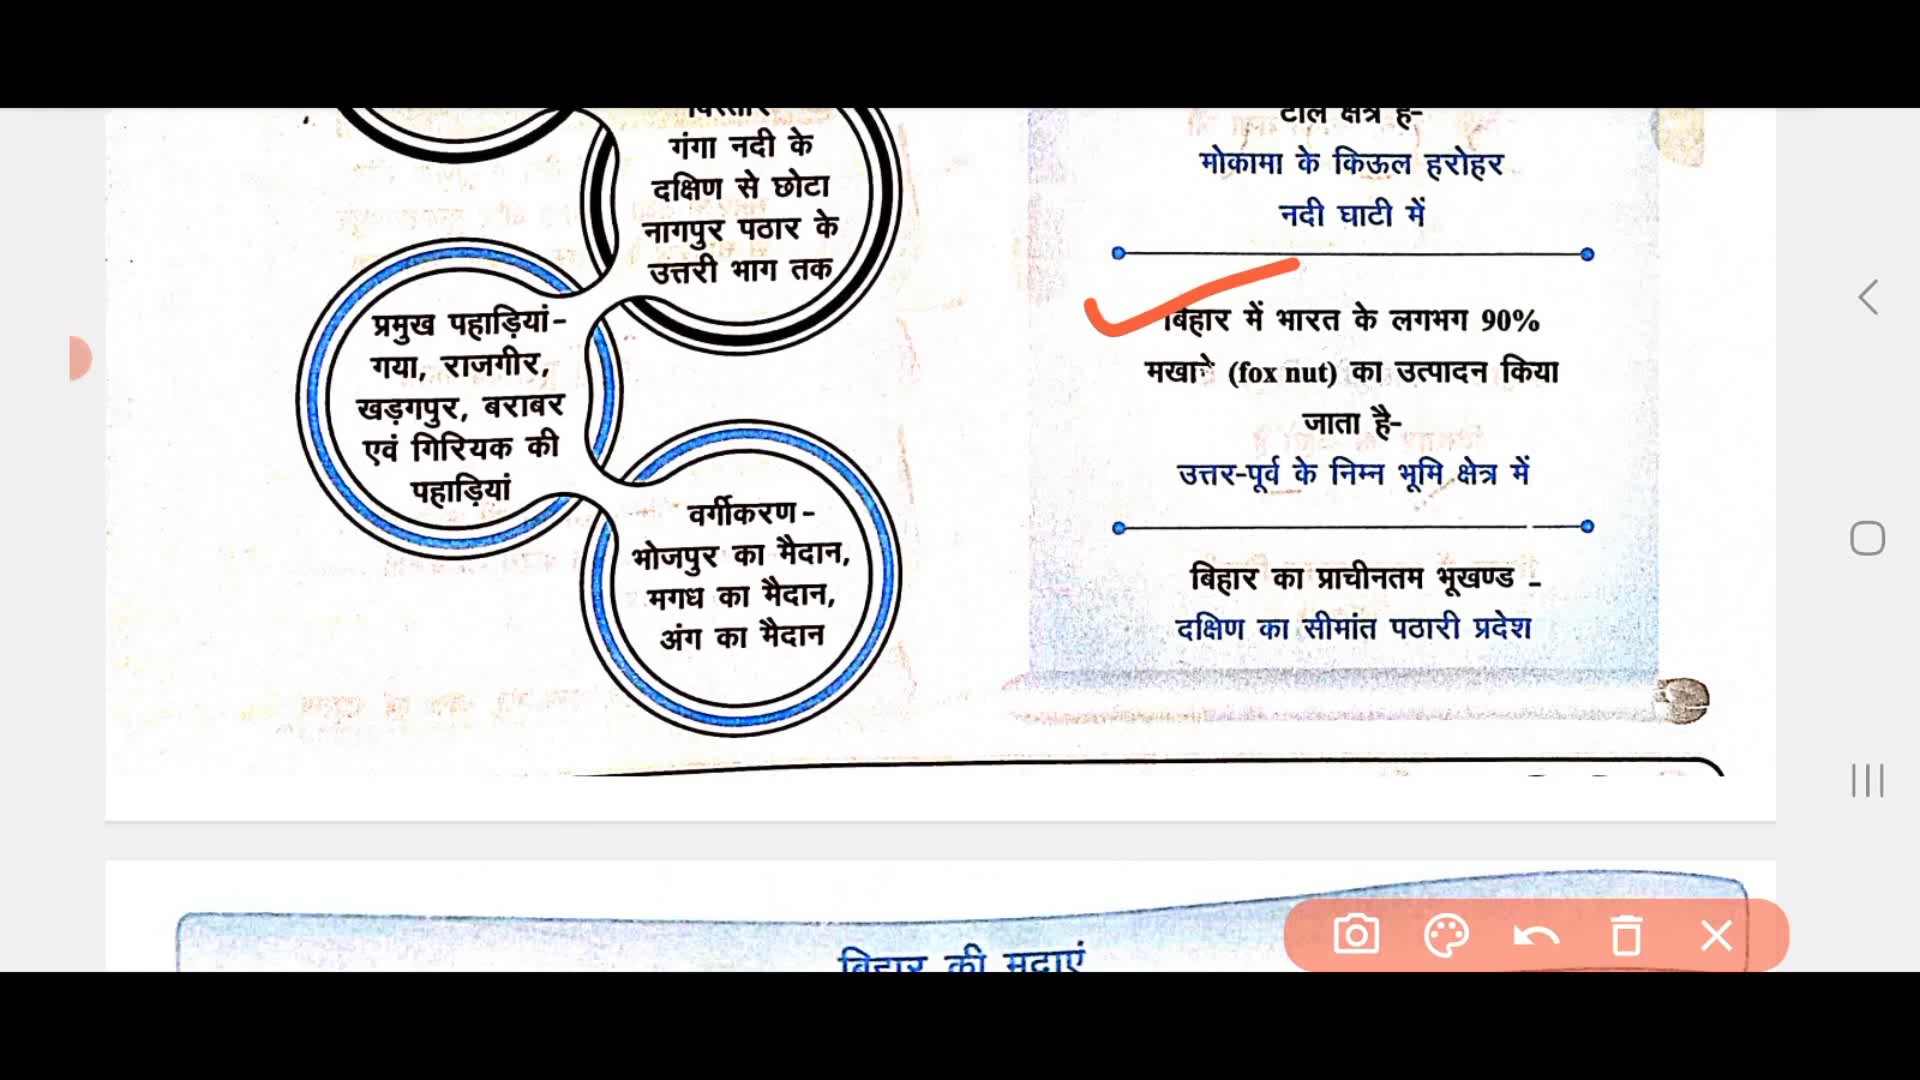 विस्तार-
गंगा नदी के
दक्षिण से छोटा
नागपुर पठार के
उत्तरी भाग तक
प्रमुख पहाड़ियां-
गया, राजगीर,
खड़गपुर, बराबर
एवं गिरियक की
पहाड़ियां
वर्गीकरण -
भोजपुर का मैदान,
मगध का मैदान,
अंग का मैदान
टाल क्षेत्र है-
मोकामा के किऊल हरोहर
नदी घाटी में
बिहार में भारत के लगभग 90%
(fox nut) का उत्पादन किया
जाता है-
उत्तर-पूर्व के निम्न भूमि क्षेत्र में
बिहार का प्राचीनतम भूखण्ड -
दक्षिण का सीमांत पठारी प्रदेश
बिहार की मृदाएं